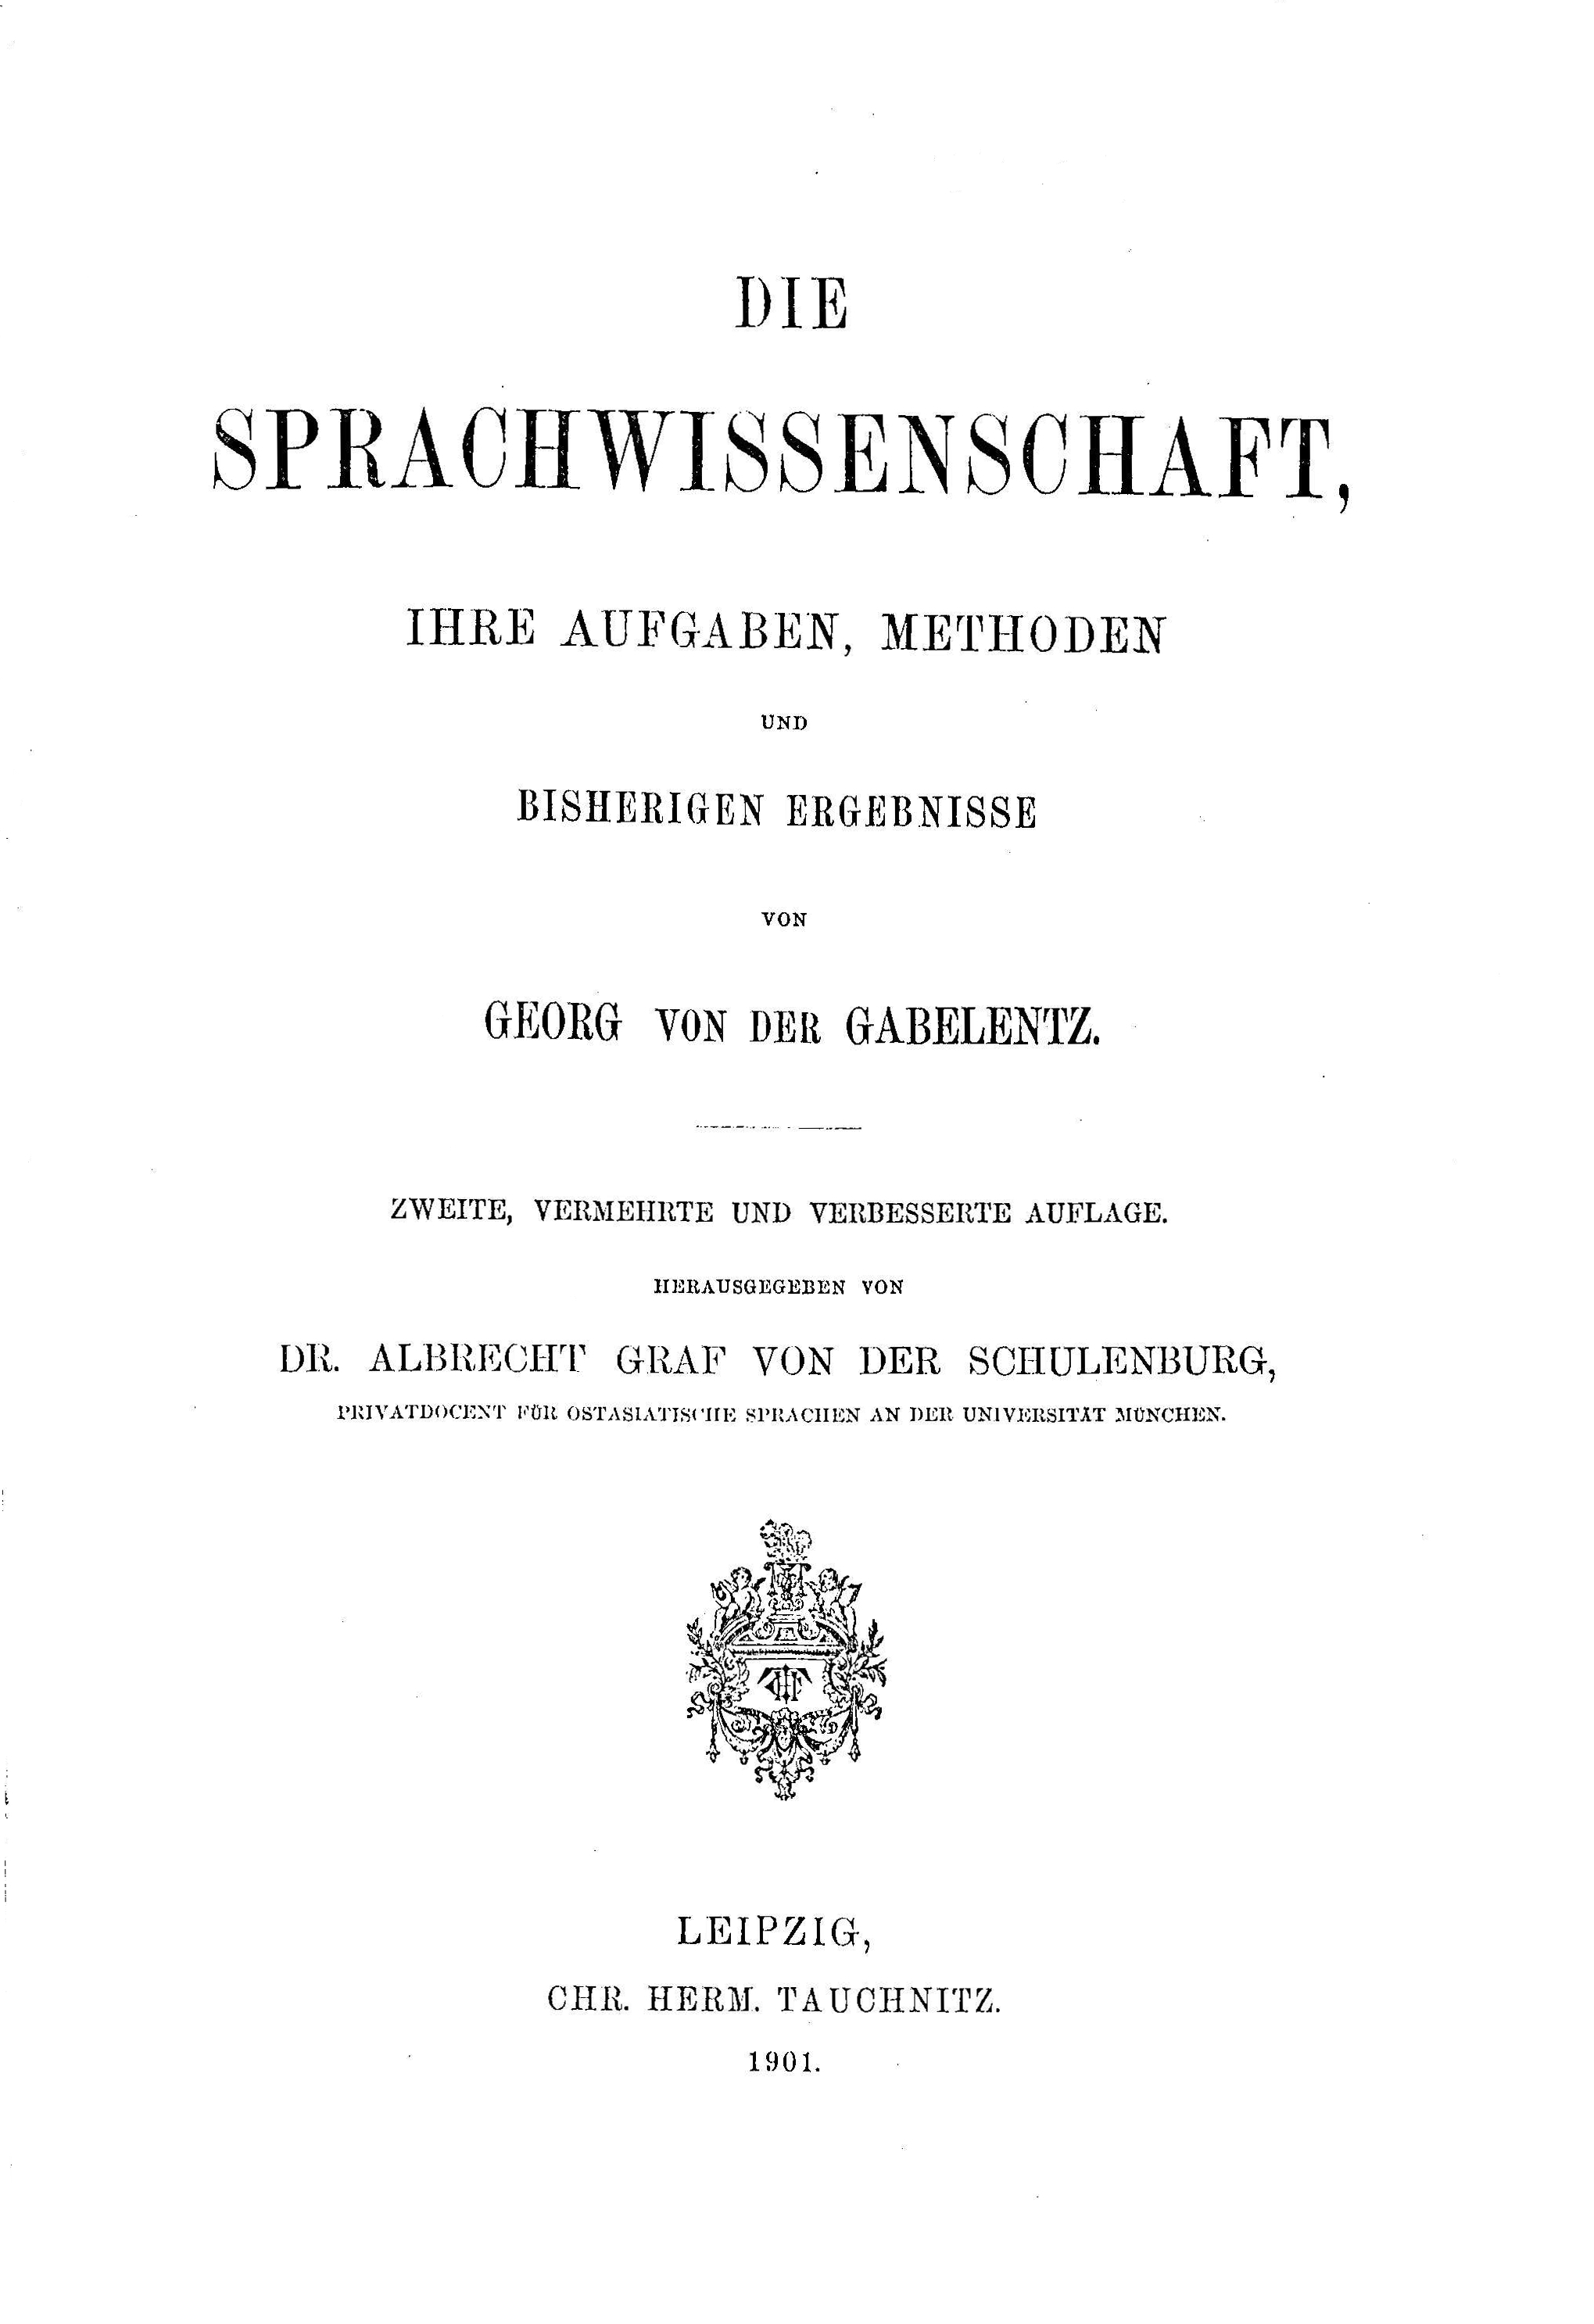 DIE
SPRACHWISSENSCHAFT,
IHRE AUFGABEN, METHODEN
UND
BISHERIGEN ERGEBNISSE
VON
GEORG VON DER GABELENTZ.
ZWEITE, VERMEHRTE UND VERBESSERTE AUFLAGE.
HERAUSGEGEBEN VON
DR. ALBRECHT GRAF VON DER SCHULENBURG,
PRIVATDOCENT FÜR OSTASIATISCHE SPRACHEN AN DER UNIVERSITÄT MÜNCHEN.
LEIPZIG,
CHR. HERM. TAUCHNITZ.
1901.